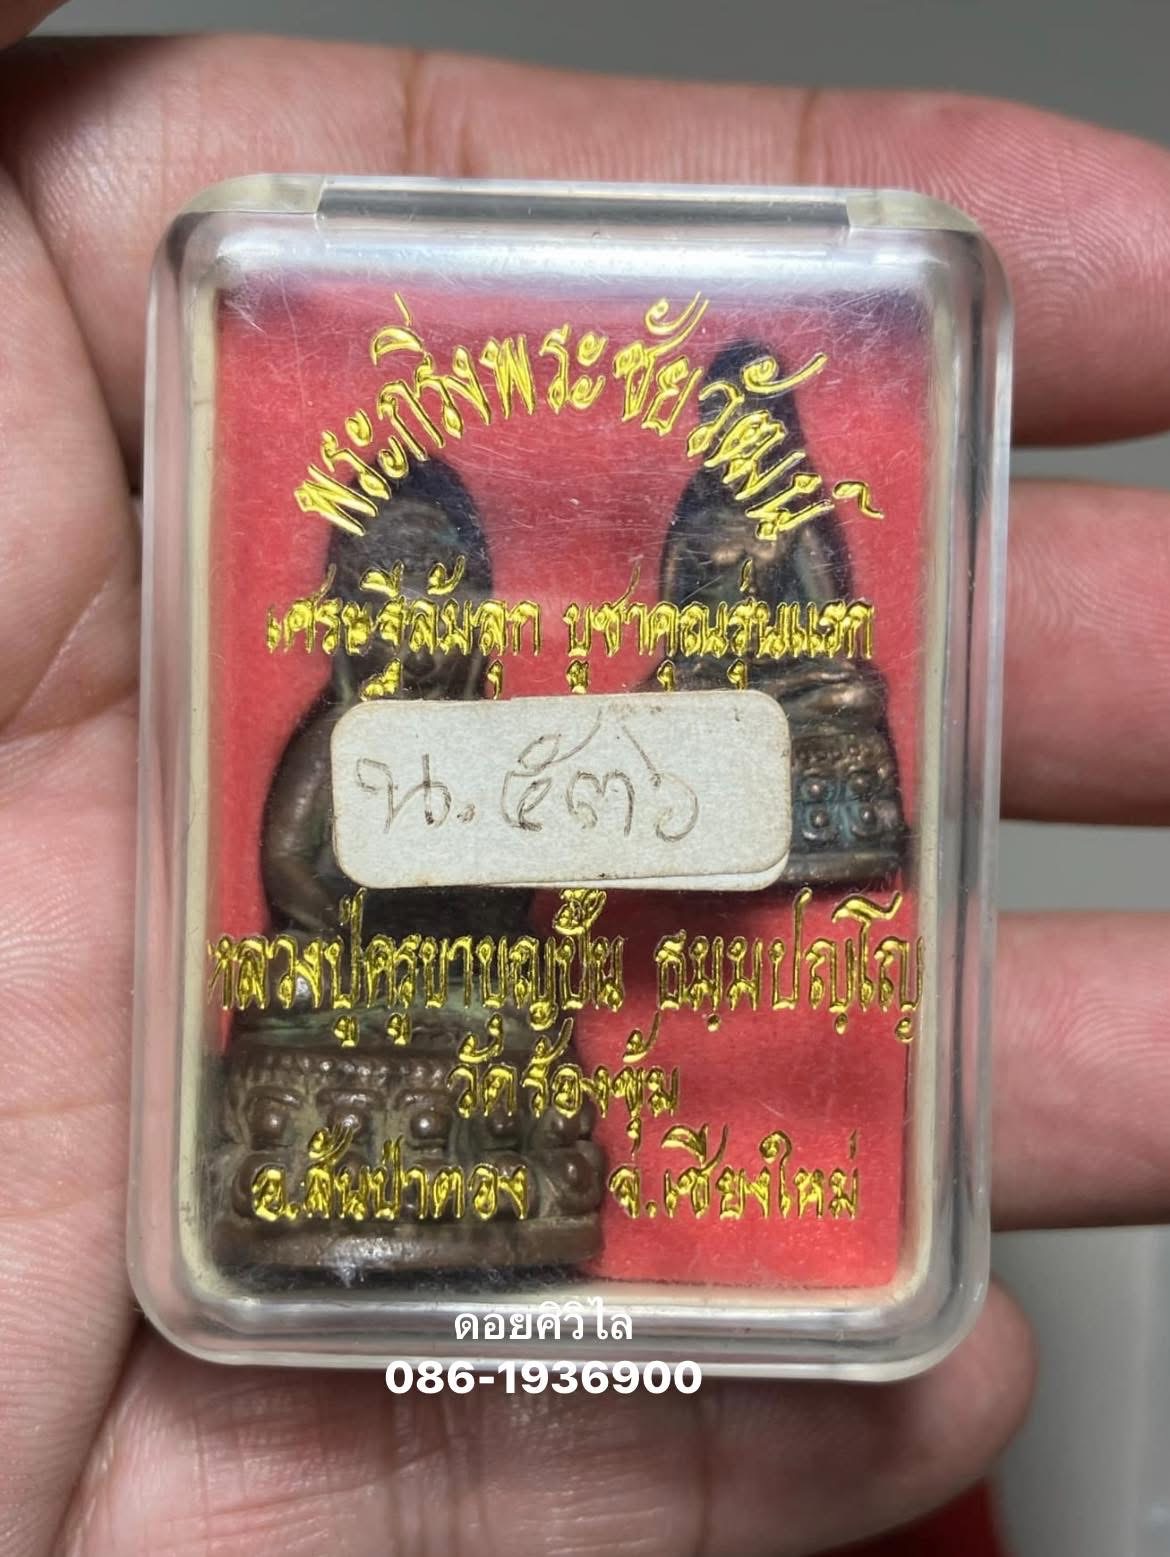 พระกริ่งพระชัยวัฒน์
เศรษฐีล้มลุก บูชาคุณรุ่นแรก
น. ๕๓๖
หลวงปู่ครูบาบุญปั๋น ธมฺมปญฺโญ
วัดร้องขุ้ม
อ.สันป่าตอง จ.เชียงใหม่
ดอยศิวิไล
086-1936900